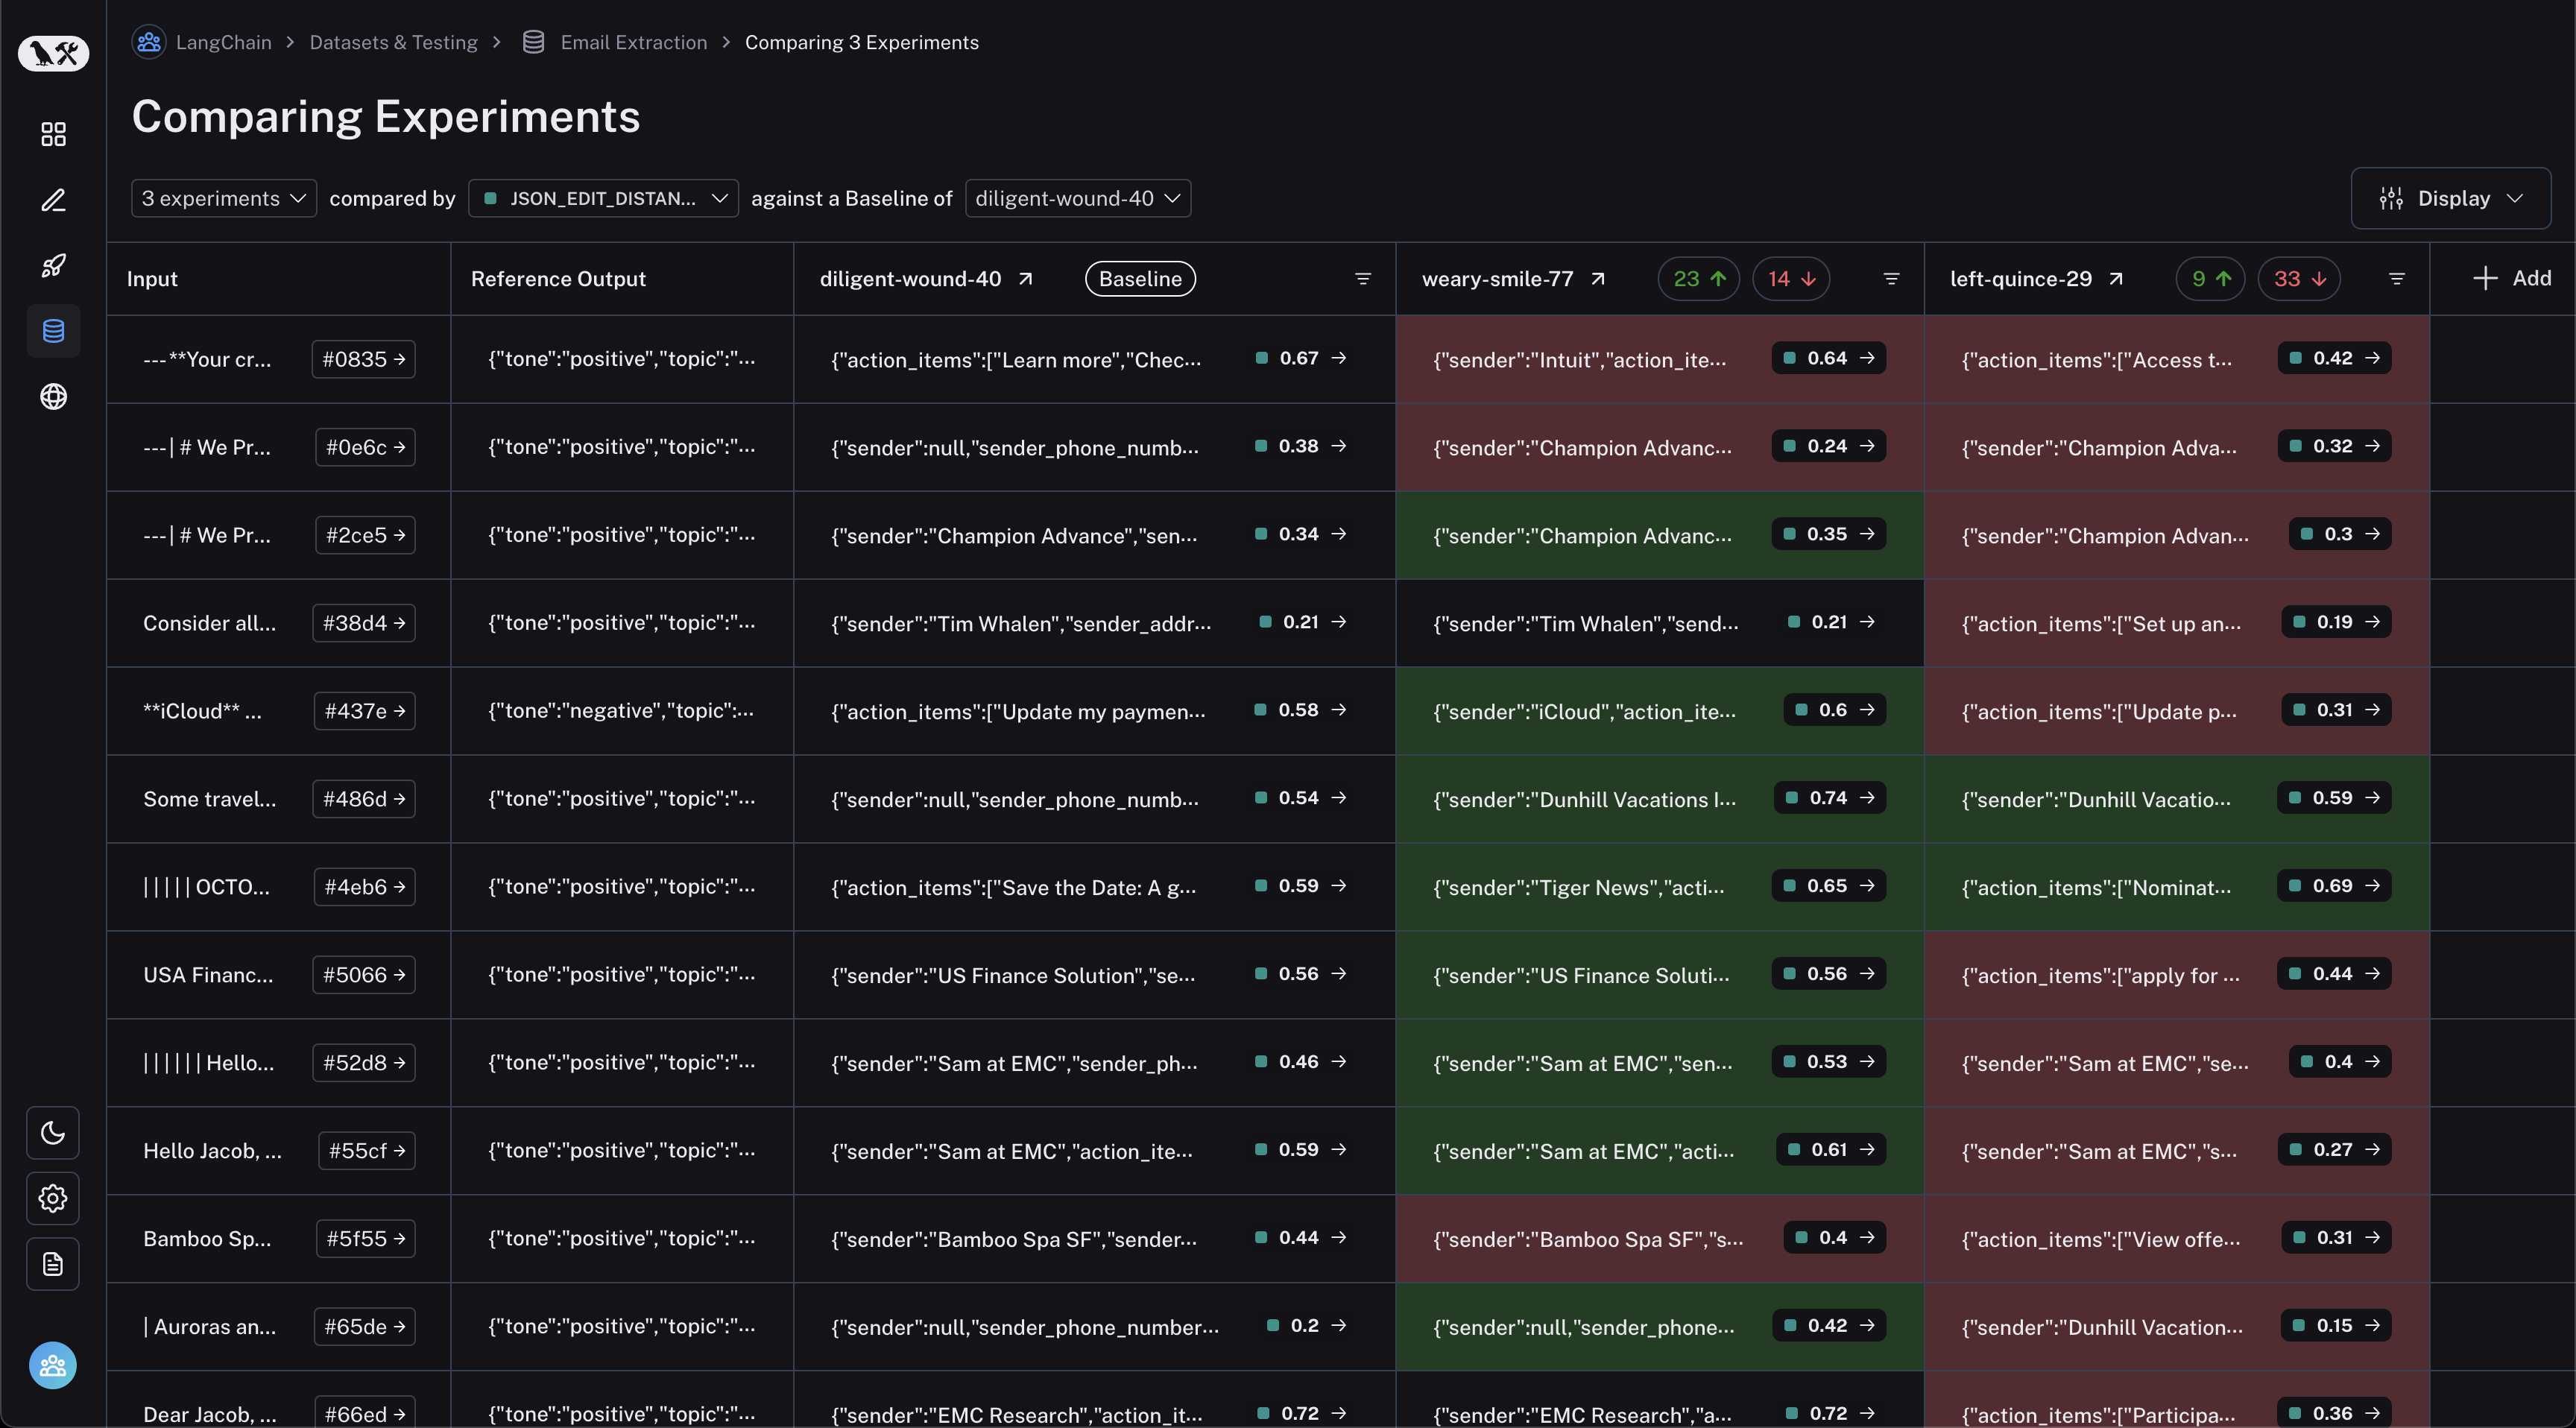 LangChain > Datasets & Testing > Email Extraction > Comparing 3 Experiments
Comparing Experiments
3 experiments compared by JSON_EDIT_DISTAN... against a Baseline of diligent-wound-40 Display
Input Reference Output diligent-wound-40 Baseline weary-smile-77 23 ↑ 14 ↓ left-quince-29 9 ↑ 33 ↓ + Add
---**Your cr... #0835 → {"tone":"positive","topic":"... {"action_items":["Learn more","Chec... 0.67 → {"sender":"Intuit","action_ite... 0.64 → {"action_items":["Access t... 0.42 →
---| # We Pr... #0e6c → {"tone":"positive","topic":"... {"sender":null,"sender_phone_numb... 0.38 → {"sender":"Champion Advanc... 0.24 → {"sender":"Champion Adva... 0.32 →
---| # We Pr... #2ce5 → {"tone":"positive","topic":"... {"sender":"Champion Advance","sen... 0.34 → {"sender":"Champion Advanc... 0.35 → {"sender":"Champion Advan... 0.3 →
Consider all... #38d4 → {"tone":"positive","topic":"... {"sender":"Tim Whalen","sender_addr... 0.21 → {"sender":"Tim Whalen","send... 0.21 → {"action_items":["Set up an... 0.19 →
**iCloud** ... #437e → {"tone":"negative","topic":... {"action_items":["Update my paymen... 0.58 → {"sender":"iCloud","action_ite... 0.6 → {"action_items":["Update p... 0.31 →
Some travel... #486d → {"tone":"positive","topic":"... {"sender":null,"sender_phone_numb... 0.54 → {"sender":"Dunhill Vacations I... 0.74 → {"sender":"Dunhill Vacatio... 0.59 →
| | | | | OCTO... #4eb6 → {"tone":"positive","topic":"... {"action_items":["Save the Date: A g... 0.59 → {"sender":"Tiger News","acti... 0.65 → {"action_items":["Nominat... 0.69 →
USA Financ... #5066 → {"tone":"positive","topic":"... {"sender":"US Finance Solution","se... 0.56 → {"sender":"US Finance Soluti... 0.56 → {"action_items":["apply for ... 0.44 →
| | | | | | Hello... #52d8 → {"tone":"positive","topic":"... {"sender":"Sam at EMC","sender_ph... 0.46 → {"sender":"Sam at EMC","sen... 0.53 → {"sender":"Sam at EMC","se... 0.4 →
Hello Jacob, ... #55cf → {"tone":"positive","topic":"... {"sender":"Sam at EMC","action_ite... 0.59 → {"sender":"Sam at EMC","acti... 0.61 → {"sender":"Sam at EMC","s... 0.27 →
Bamboo Sp... #5f55 → {"tone":"positive","topic":"... {"sender":"Bamboo Spa SF","sender... 0.44 → {"sender":"Bamboo Spa SF","s... 0.4 → {"action_items":["View offe... 0.31 →
| Auroras an... #65de → {"tone":"positive","topic":"... {"sender":null,"sender_phone_number... 0.2 → {"sender":null,"sender_phone... 0.42 → {"sender":"Dunhill Vacation... 0.15 →
Dear Jacob, ... #66ed → {"tone":"positive","topic":"... {"sender":"EMC Research","action_it... 0.72 → {"sender":"EMC Research","a... 0.72 → {"action_items":["Participa... 0.36 →